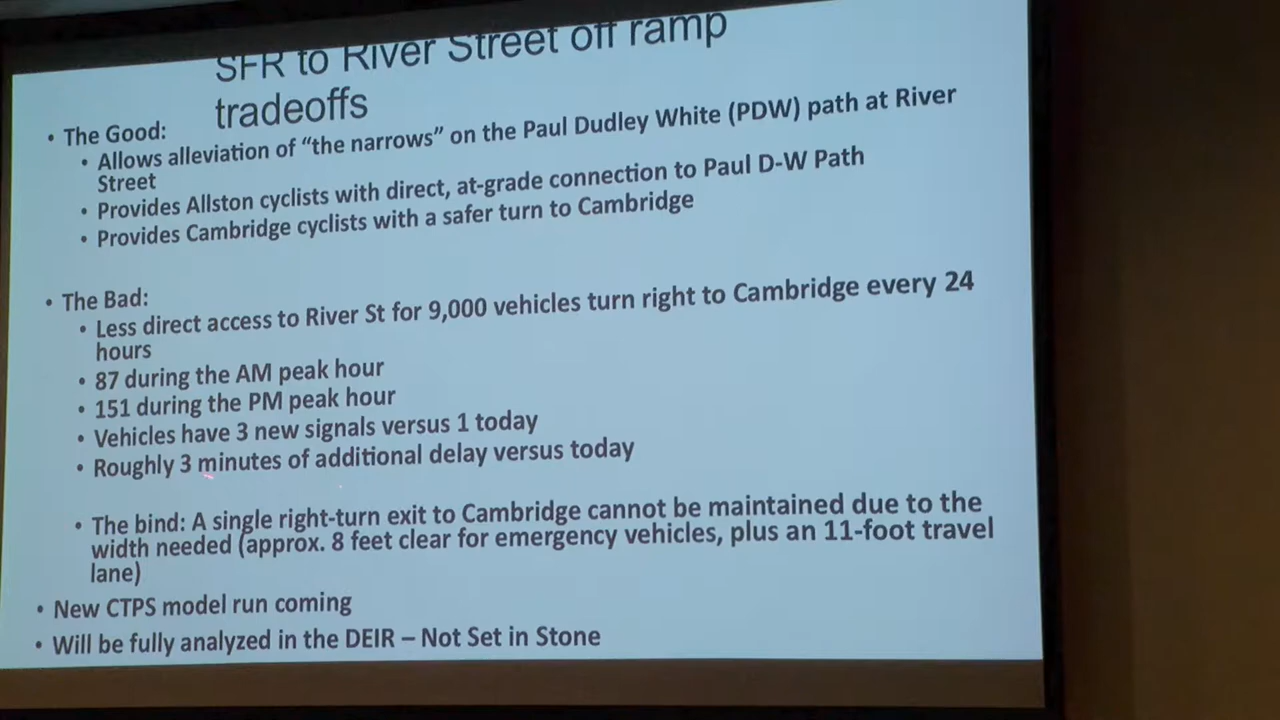 SFR to River Street off ramp
tradeoffs
• The Good:
• Allows alleviation of “the narrows” on the Paul Dudley White (PDW) path at River
Street
• Provides Allston cyclists with direct, at-grade connection to Paul D-W Path
• Provides Cambridge cyclists with a safer turn to Cambridge
• The Bad:
• Less direct access to River St for 9,000 vehicles turn right to Cambridge every 24
hours
• 87 during the AM peak hour
• 151 during the PM peak hour
• Vehicles have 3 new signals versus 1 today
• Roughly 3 minutes of additional delay versus today
• The bind: A single right-turn exit to Cambridge cannot be maintained due to the
width needed (approx. 8 feet clear for emergency vehicles, plus an 11-foot travel
lane)
• New CTPS model run coming
• Will be fully analyzed in the DEIR – Not Set in Stone